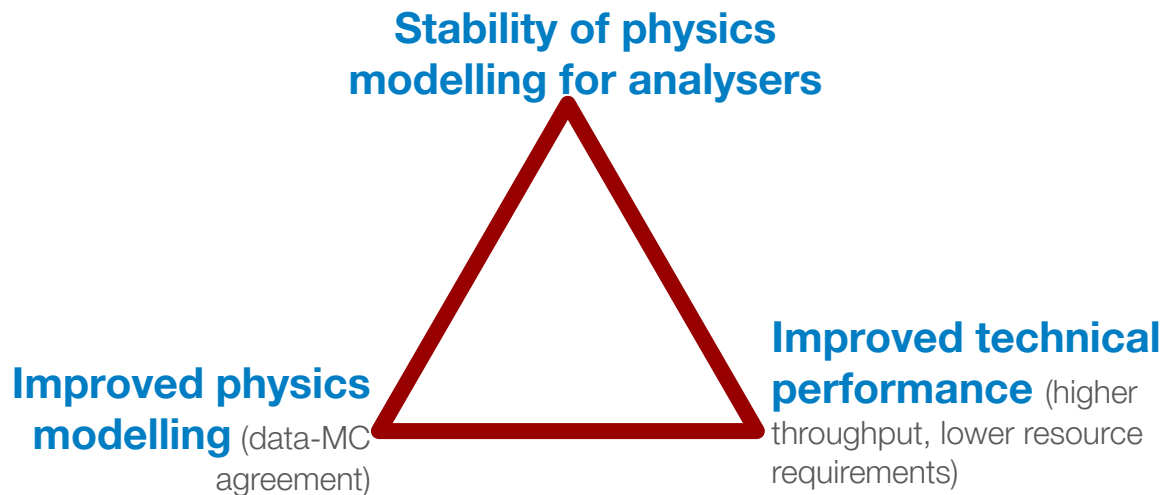 Stability of physics
modelling for analysers
Improved physics
modelling (data-MC
agreement)
Improved technical
performance (higher
throughput, lower resource
requirements)